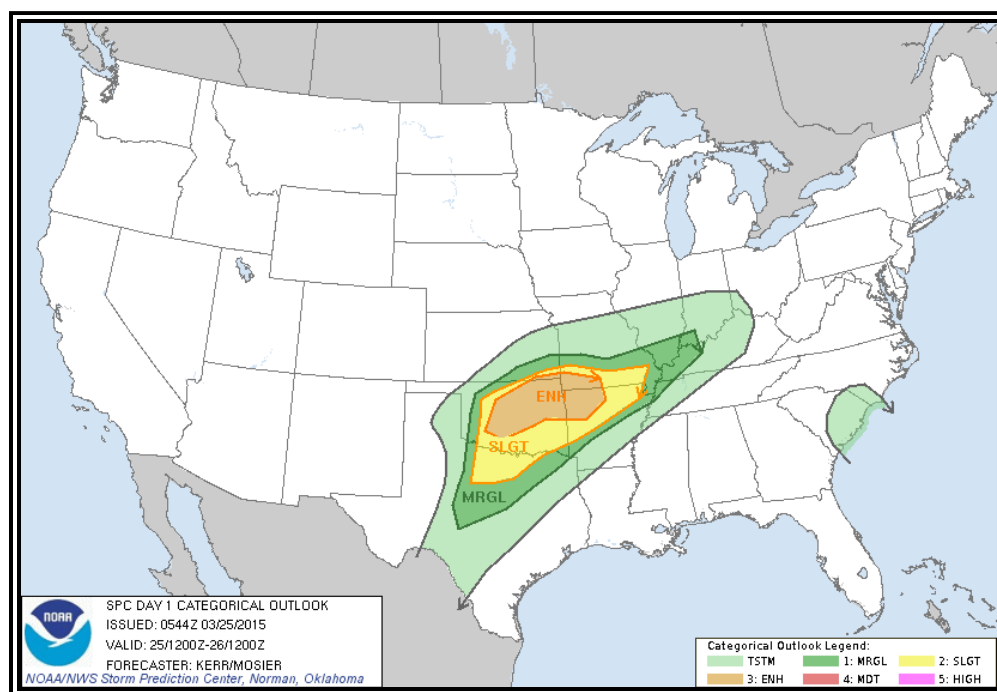 ENH
SLGT
MRGL
NOAA
SPC DAY 1 CATEGORICAL OUTLOOK
ISSUED: 0544Z 03/25/2015
VALID: 25/1200Z-26/1200Z
FORECASTER: KERR/MOSIER
NOAA/NWS Storm Prediction Center, Norman, Oklahoma
Categorical Outlook Legend:
TSTM 1: MRGL 2: SLGT
3: ENH 4: MDT 5: HIGH